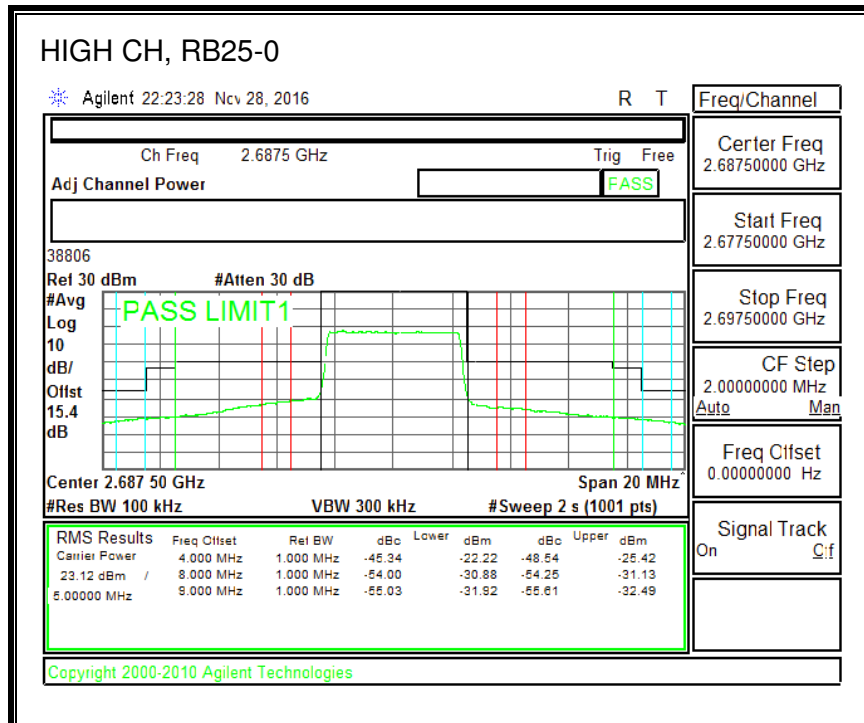 HIGH CH, RB25-0
Agilent 22:23:28 Nov 28, 2016 R T
Freq/Channel
Ch Freq 2.6875 GHz Trig Free
Adj Channel Power PASS
Center Freq
2.68750000 GHz
Start Freq
2.67750000 GHz
Stop Freq
2.69750000 GHz
CF Step
2.00000000 MHz
Auto Man
Freq Offset
0.00000000 Hz
Signal Track
On Off
38806
Ref 30 dBm #Atten 30 dB
#Avg
Log
10
dB/
Offst
15.4
dB
PASS LIMIT1
Center 2.687 50 GHz Span 20 MHz^
#Res BW 100 kHz VBW 300 kHz #Sweep 2 s (1001 pts)
RMS Results Freq Offset Ref BW dBc Lower dBm dBc Upper dBm
Carrier Power 4.000 MHz 1.000 MHz -45.34 -22.22 -48.54 -25.42
23.12 dBm / 8.000 MHz 1.000 MHz -54.00 -30.88 -54.25 -31.13
5.00000 MHz 9.000 MHz 1.000 MHz -55.03 -31.92 -55.61 -32.49
Copyright 2000-2010 Agilent Technologies